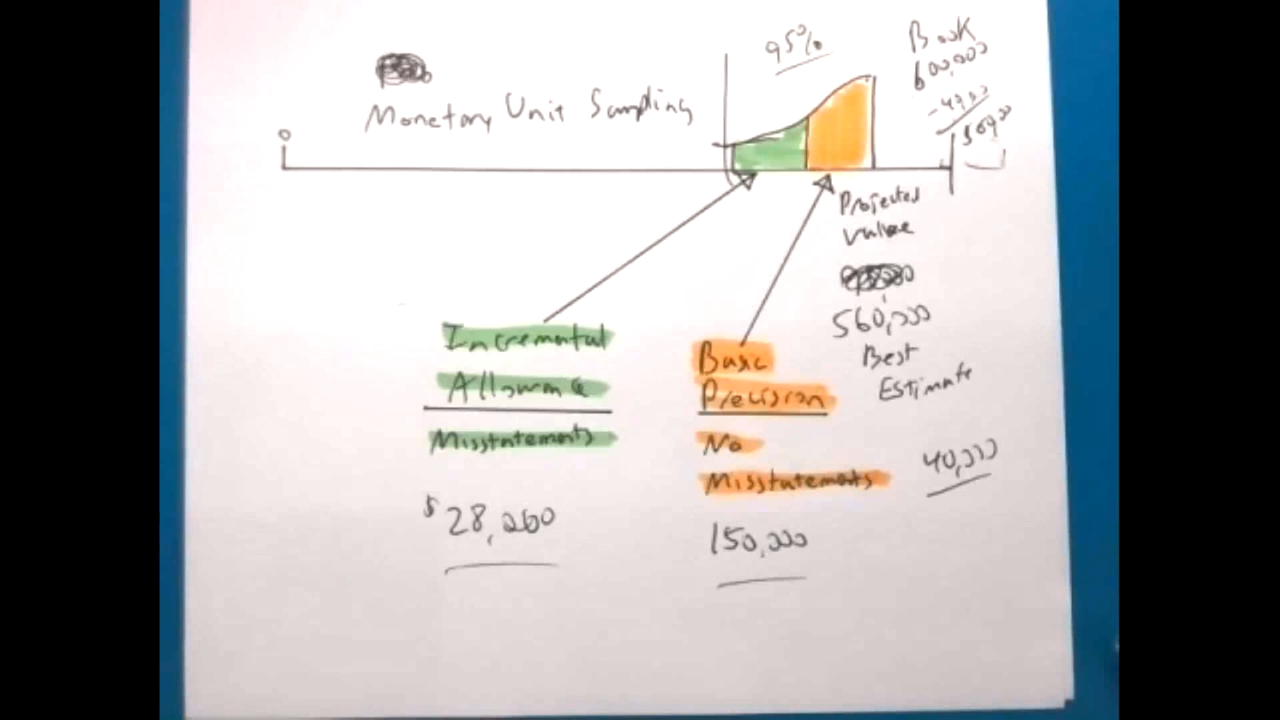 95%
Book
600,000
Monetary Unit Sampling
0
Projected
Value
560,000
Best
Estimate
Incremental
Allowance
Misstatements
$28,000
Basic
Precision
No
Misstatements
150,000
40,000